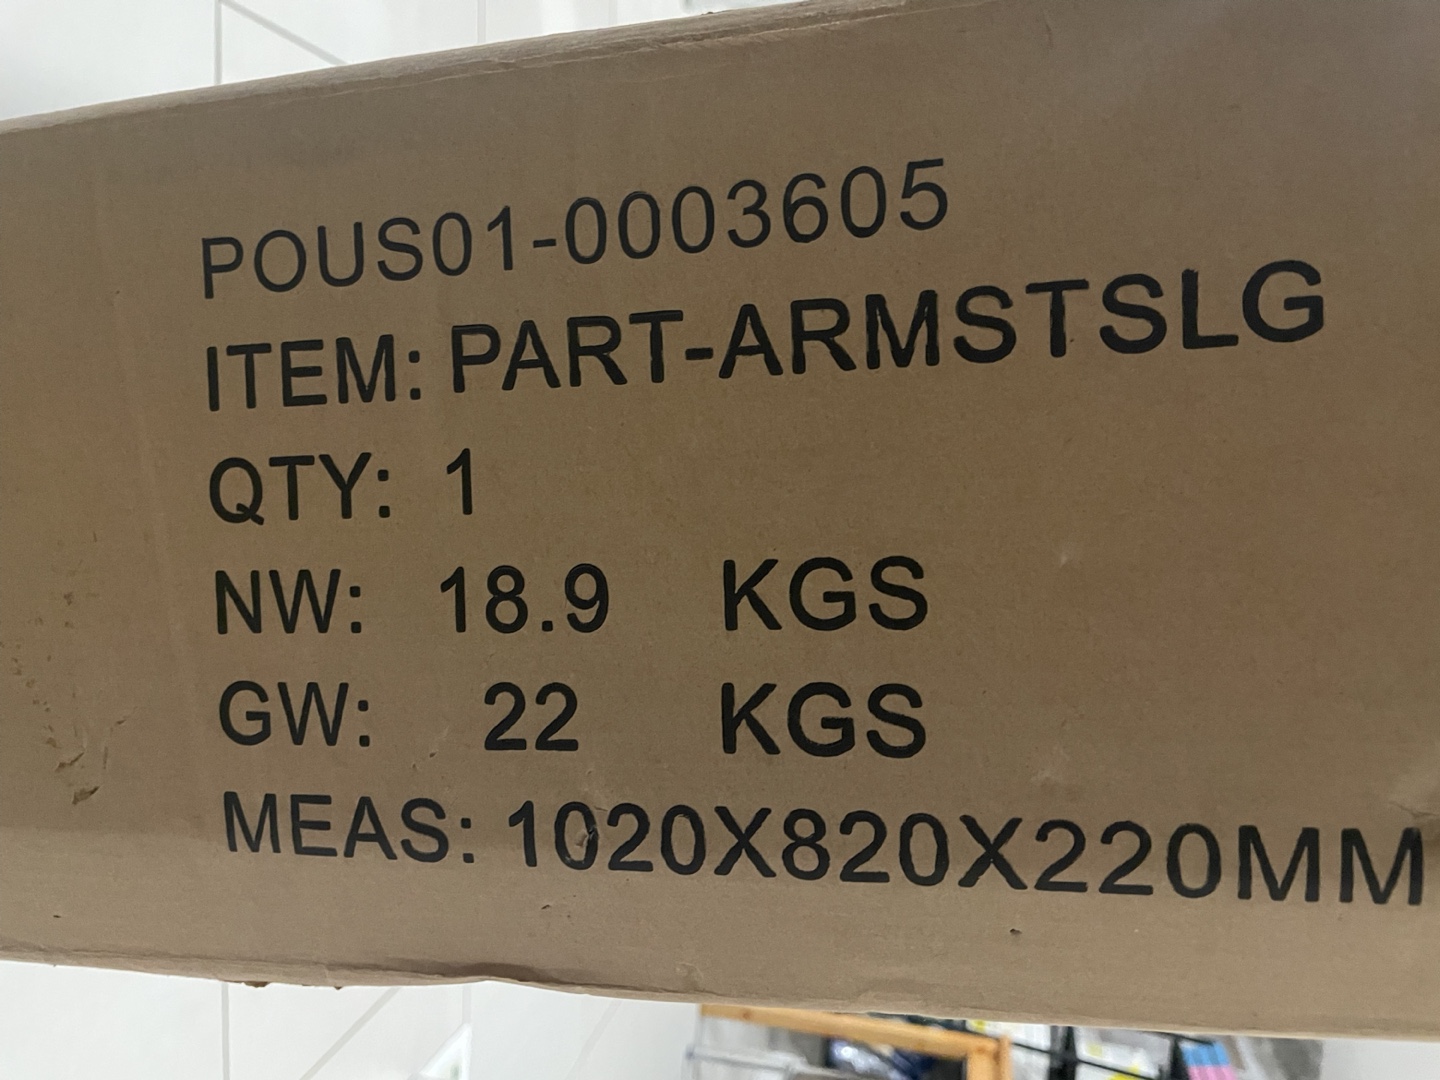 POUS01-0003605
ITEM: PART-ARMSTSLG
QTY: 1
NW: 18.9 KGS
GW: 22 KGS
MEAS: 1020X820X220MM